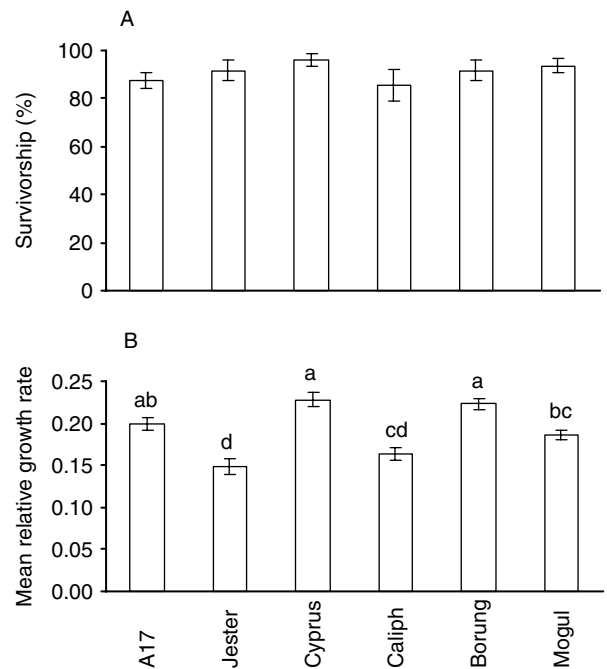 A
Survivorship (%)
100
80
60
40
20
0
B
Mean relative growth rate
0.25
0.20
0.15
0.10
0.05
0.00
ab
d
a
cd
a
bc
A17
Jester
Cyprus
Caliph
Borung
Mogul